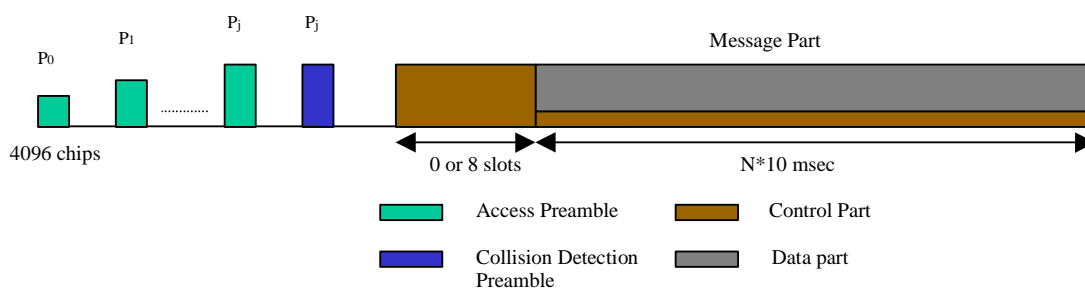 P0
P1
Pj
Pj
Message Part
.............
4096 chips
0 or 8 slots
N*10 msec
Access Preamble
Control Part
Collision Detection
Preamble
Data part